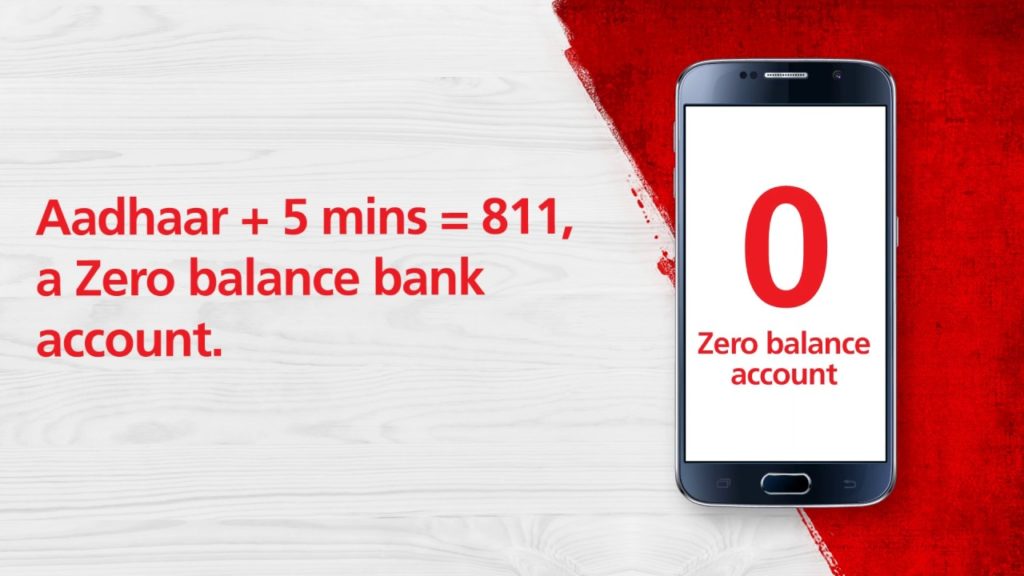 Aadhaar + 5 mins = 811,
a Zero balance bank
account.
0
Zero balance
account